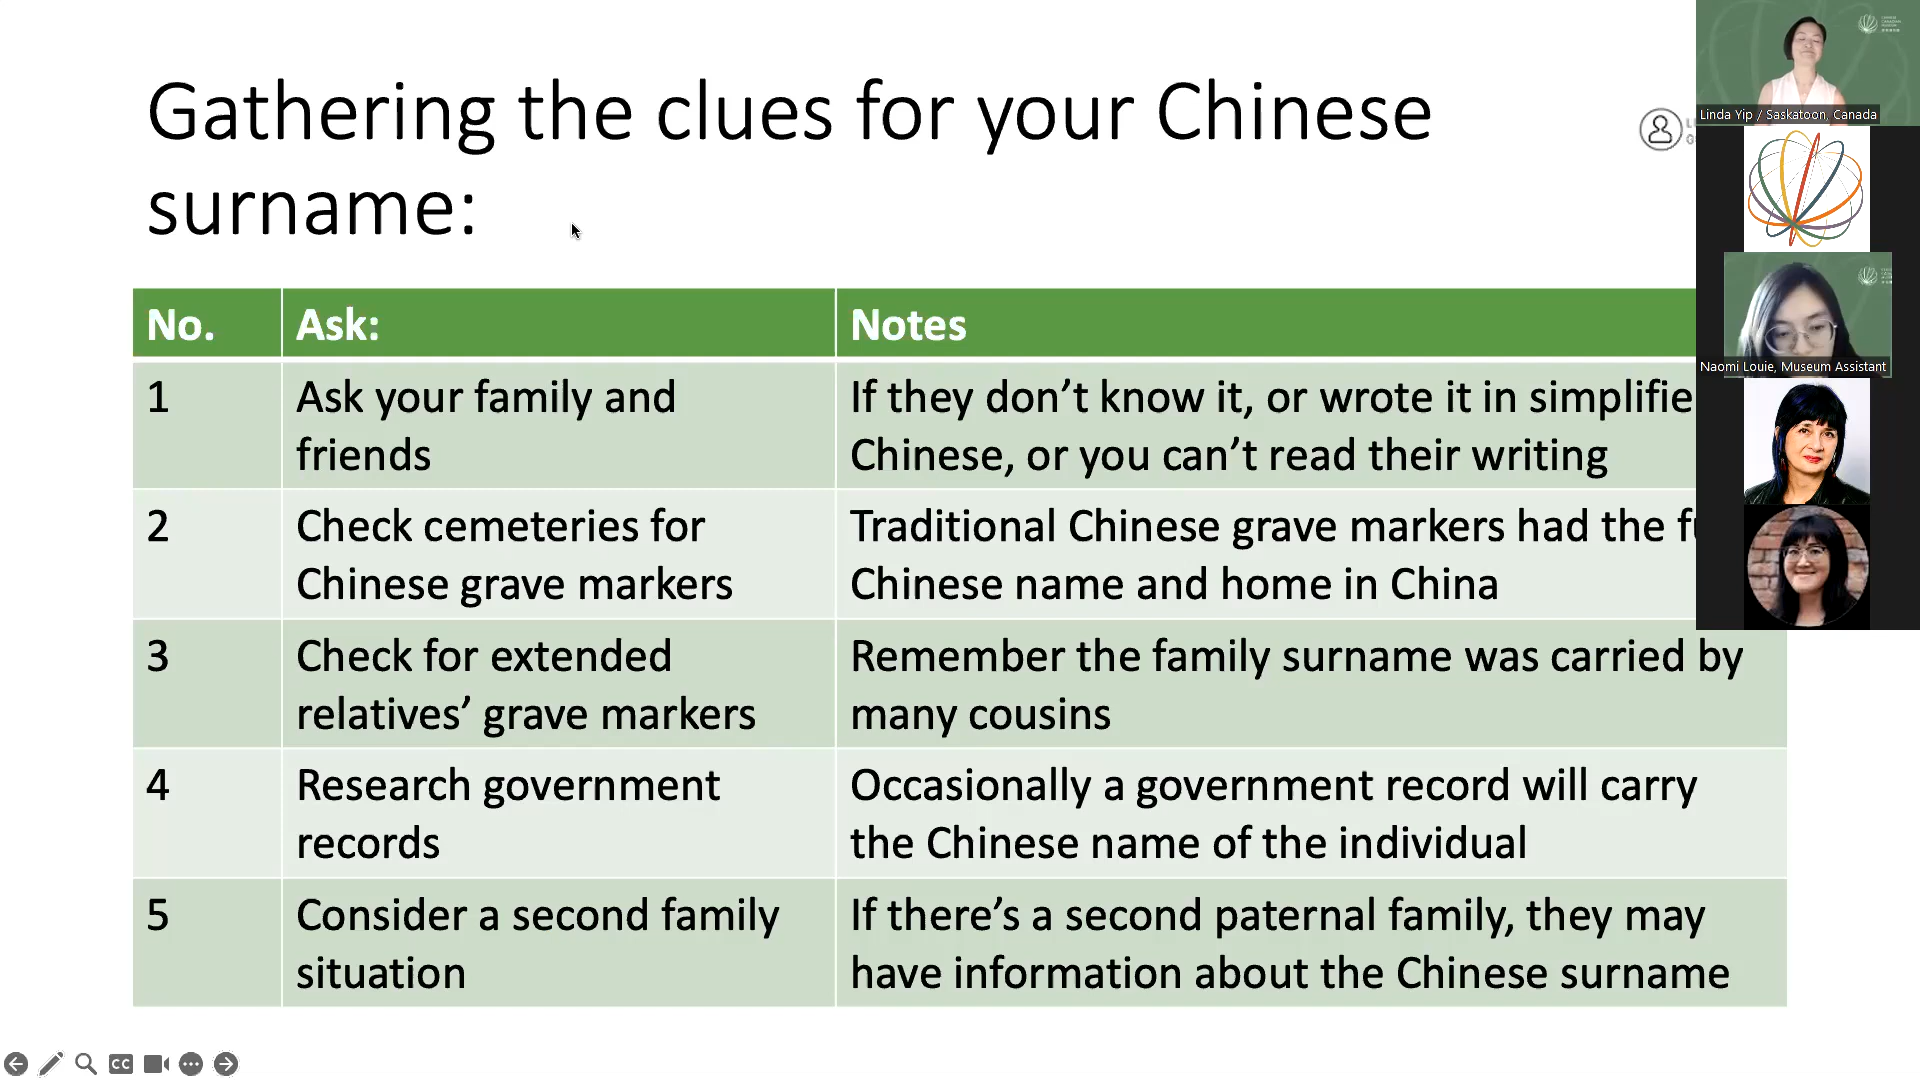 Gathering the clues for your Chinese
surname:
No.
Ask:
Notes
1
Ask your family and
friends
If they don’t know it, or wrote it in simplifie
Chinese, or you can’t read their writing
2
Check cemeteries for
Chinese grave markers
Traditional Chinese grave markers had the
Chinese name and home in China
3
Check for extended
relatives’ grave markers
Remember the family surname was carried by
many cousins
4
Research government
records
Occasionally a government record will carry
the Chinese name of the individual
5
Consider a second family
situation
If there’s a second paternal family, they may
have information about the Chinese surname
Linda Yip / Saskatoon, Canada
Naomi Louie, Museum Assistant
CC